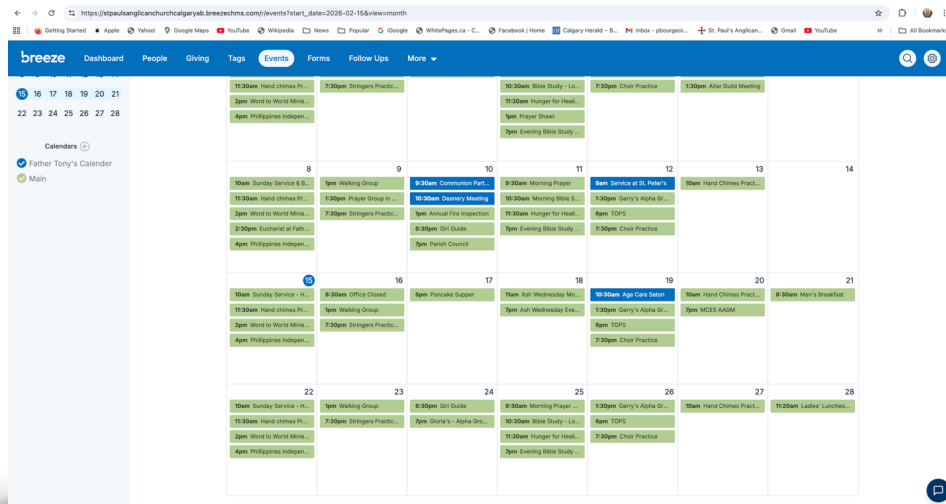 https://stpaulsanglicanchurchcalgaryab.breezechms.com/r/events?start_date=2026-02-15&view=month
Getting Started Apple Yahoo! Google Maps YouTube Wikipedia News Popular iGoogle WhitePages.ca – C... Facebook | Home Calgary Herald – B... Inbox - pbourgeoi... St. Paul's Anglican... Gmail YouTube » All Bookmarks
breeze Dashboard People Giving Tags Events Forms Follow Ups More
15 16 17 18 19 20 21
22 23 24 25 26 27 28
Calendars
Father Tony's Calender
Main
11:30am Hand chimes Pr... 7:30pm Stringers Practic... 10:30am Bible Study - Lo... 7:30pm Choir Practice 1:30pm Altar Guild Meeting
2pm Word to World Minis... 11:30am Hunger for Heali...
4pm Philippines Indepen... 1pm Prayer Shawl
7pm Evening Bible Study ...
8 9 10 11 12 13 14
10am Sunday Service & B... 1pm Walking Group 9:30am Communion Part... 9:30am Morning Prayer 9am Service at St. Peter's 10am Hand Chimes Pract...
11:30am Hand chimes Pr... 1:30pm Prayer Group in ... 10:30am Deanery Meeting 10:30am Morning Bible S... 1:30pm Garry's Alpha Gr...
2pm Word to World Minis... 7:30pm Stringers Practic... 1pm Annual Fire Inspection 11:30am Hunger for Heali... 6pm TOPS
2:30pm Eucharist at Fath... 6:30pm Girl Guide 7pm Evening Bible Study ... 7:30pm Choir Practice
4pm Philippines Indepen... 7pm Parish Council
15 16 17 18 19 20 21
10am Sunday Service - H... 8:30am Office Closed 5pm Pancake Supper 11am Ash Wednesday Mo... 10:30am Age Care Seton 10am Hand Chimes Pract... 8:30am Men's Breakfast
11:30am Hand chimes Pr... 1pm Walking Group 7pm Ash Wednesday Eve... 1:30pm Garry's Alpha Gr... 7pm MCES AAGM
2pm Word to World Minis... 7:30pm Stringers Practic... 6pm TOPS
4pm Philippines Indepen... 7:30pm Choir Practice
22 23 24 25 26 27 28
10am Sunday Service - H... 1pm Walking Group 6:30pm Girl Guide 9:30am Morning Prayer ... 1:30pm Garry's Alpha Gr... 10am Hand Chimes Pract... 11:20am Ladies' Luncheo...
11:30am Hand chimes Pr... 7:30pm Stringers Practic... 7pm Gloria's - Alpha Gro... 10:30am Bible Study - Lo... 6pm TOPS
2pm Word to World Minis... 11:30am Hunger for Heali... 7:30pm Choir Practice
4pm Philippines Indepen... 7pm Evening Bible Study ...